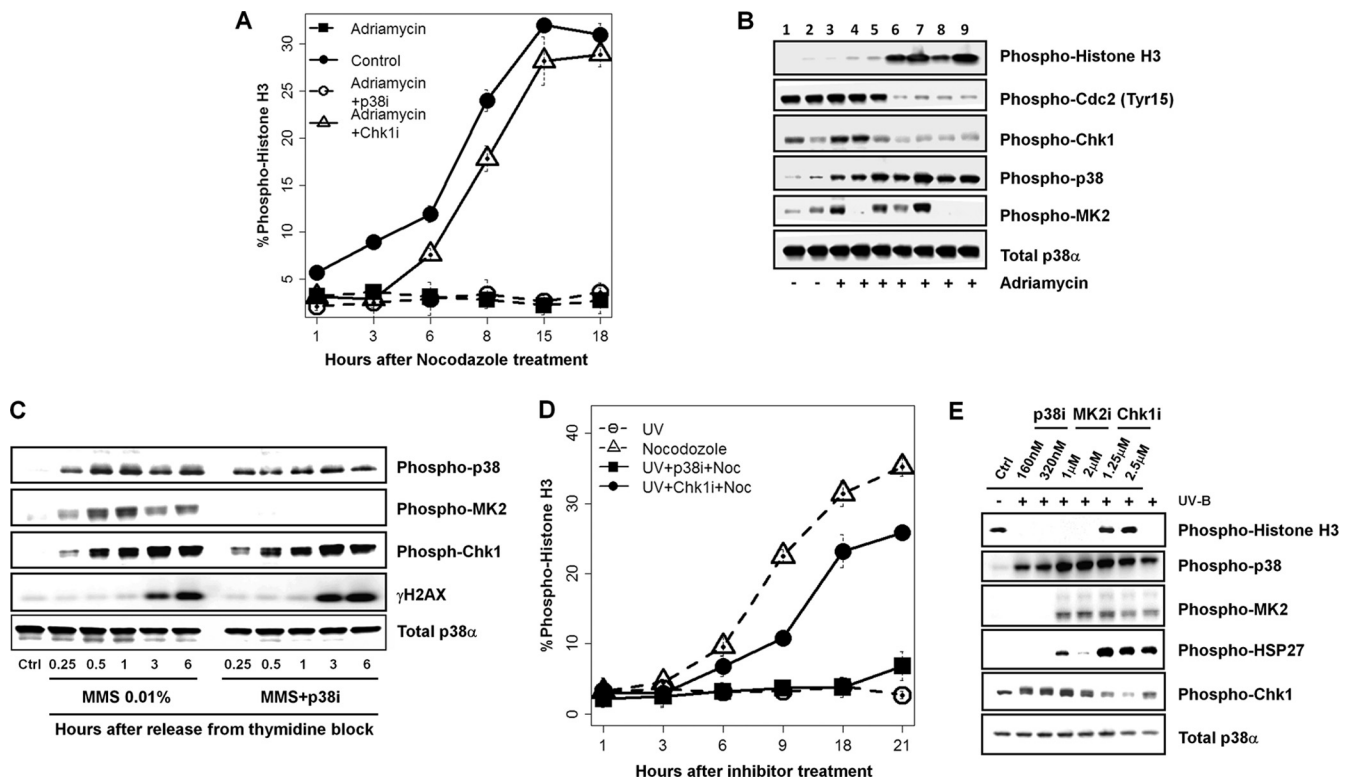 A
Adriamycin
Control
Adriamycin
+p38i
Adriamycin
+Chk1i
%Phospho-Histone H3
30
25
20
15
10
5
1 3 6 8 15 18
Hours after Nocodazole treatment
B
1 2 3 4 5 6 7 8 9
Phospho-Histone H3
Phospho-Cdc2 (Tyr15)
Phospho-Chk1
Phospho-p38
Phospho-MK2
Total p38α
- - + + + + + + + Adriamycin
C
Phospho-p38
Phospho-MK2
Phosph-Chk1
γH2AX
Total p38α
Ctrl 0.25 0.5 1 3 6 0.25 0.5 1 3 6
MMS 0.01% MMS+p38i
Hours after release from thymidine block
D
UV
Nocodozole
UV+p38i+Noc
UV+Chk1i+Noc
%Phospho-Histone H3
40
30
20
10
0
1 3 6 9 18 21
Hours after inhibitor treatment
E
p38i MK2i Chk1i
Ctrl 160nM 320nM 1μM 2μM 1.25μM 2.5μM
- + + + + + + + UV-B
Phospho-Histone H3
Phospho-p38
Phospho-MK2
Phospho-HSP27
Phospho-Chk1
Total p38α